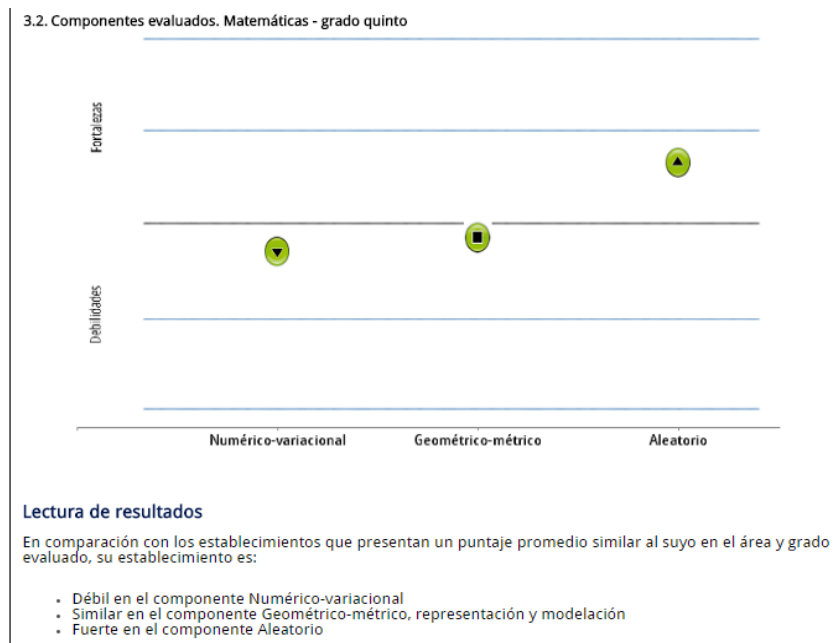 3.2. Componentes evaluados. Matemáticas - grado quinto
Fortalezas
Debilidades
Numérico-variacional Geométrico-métrico Aleatorio
Lectura de resultados
En comparación con los establecimientos que presentan un puntaje promedio similar al suyo en el área y grado
evaluado, su establecimiento es:
• Débil en el componente Numérico-variacional
• Similar en el componente Geométrico-métrico, representación y modelación
• Fuerte en el componente Aleatorio